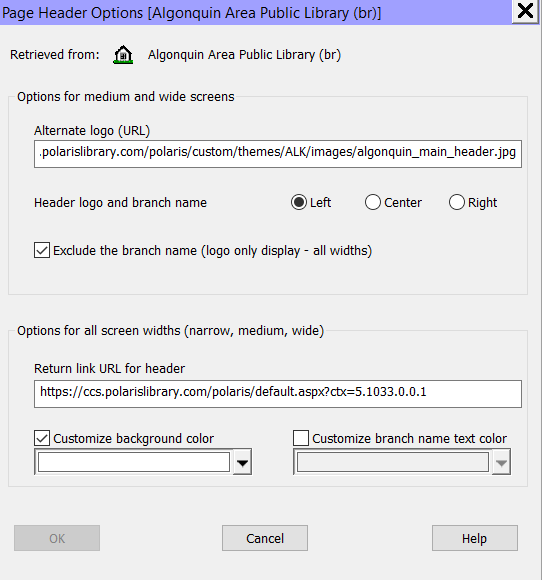 Page Header Options [Algonquin Area Public Library (br)]
Retrieved from: Algonquin Area Public Library (br)
Options for medium and wide screens
Alternate logo (URL)
.polarislibrary.com/polaris/custom/themes/ALK/images/algonquin_main_header.jpg
Header logo and branch name Left Center Right
Exclude the branch name (logo only display - all widths)
Options for all screen widths (narrow, medium, wide)
Return link URL for header
https://ccs.polarislibrary.com/polaris/default.aspx?ctx=5.1033.0.0.1
Customize background color Customize branch name text color
OK Cancel Help